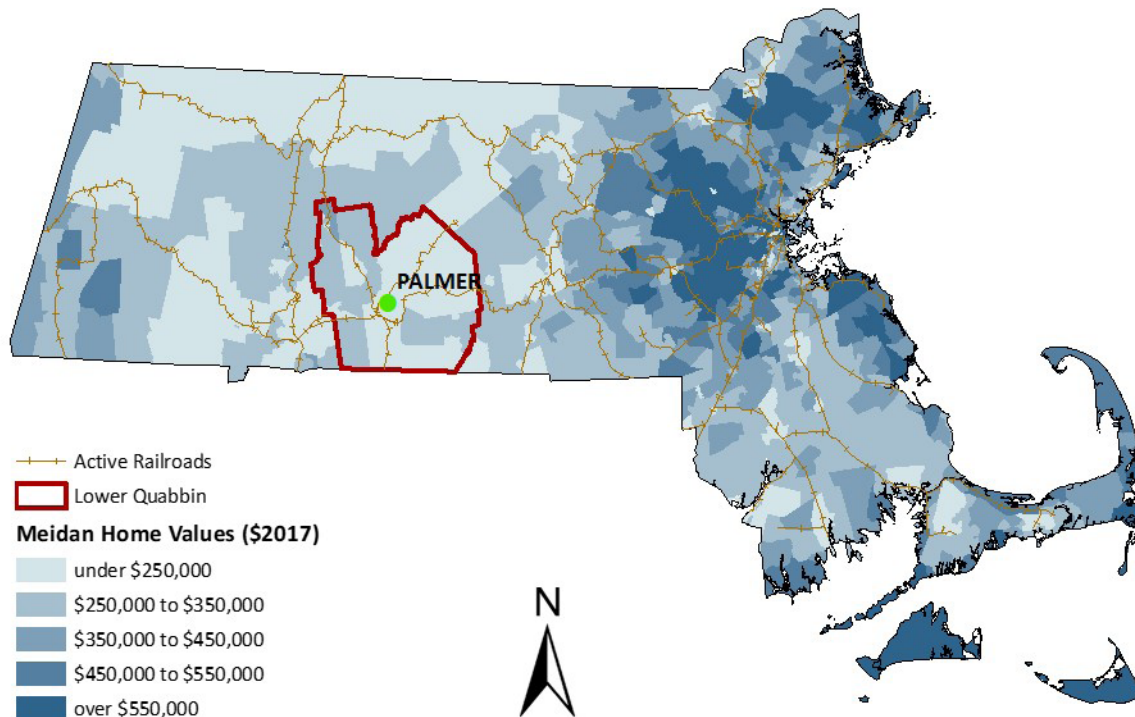 PALMER
Active Railroads
Lower Quabbin
Meidan Home Values ($2017)
under $250,000
$250,000 to $350,000
$350,000 to $450,000
$450,000 to $550,000
over $550,000
N